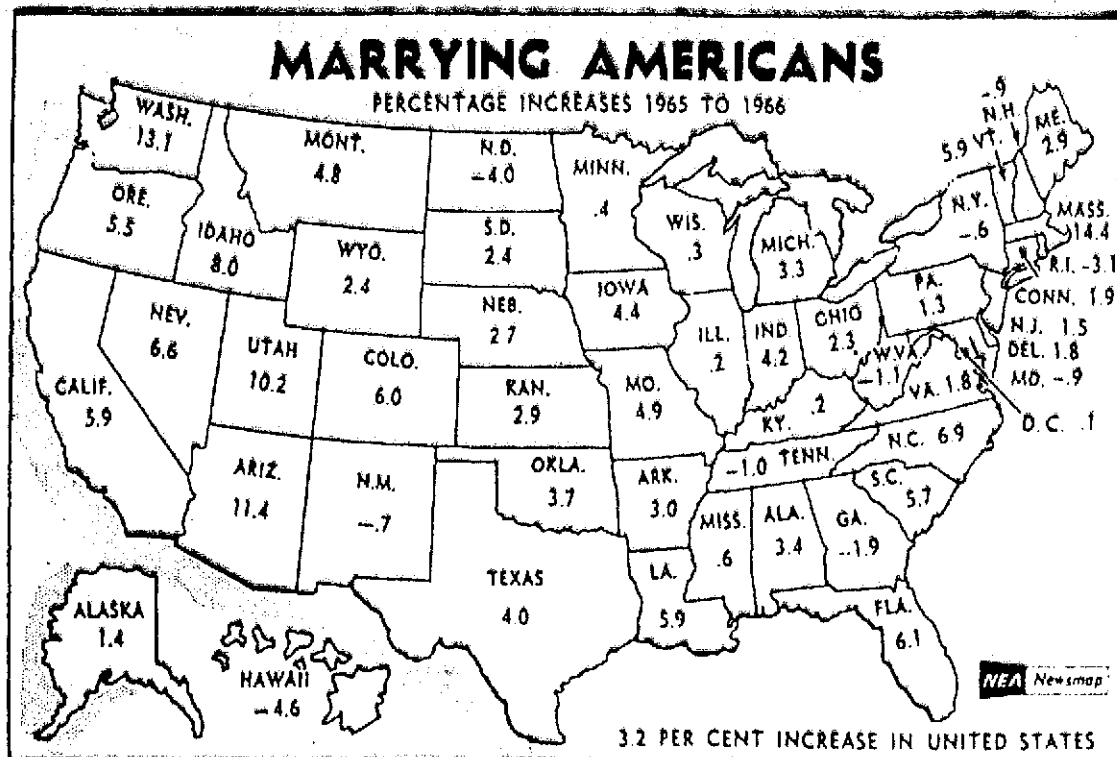 MARRYING AMERICANS
PERCENTAGE INCREASES 1965 TO 1966
WASH.
13.1
ORE.
5.5
IDAHO
8.0
MONT.
4.8
WYO.
2.4
N.D.
-4.0
S.D.
2.4
NEB.
2.7
KAN.
2.9
MINN.
.4
IOWA
4.4
MO.
4.9
WIS.
.3
MICH.
3.3
ILL.
.2
IND.
4.2
OHIO
2.3
KY. .2
W.VA.
-1.1
VA. 1.8
PA.
1.3
N.Y.
-.6
5.9 VT.
-.9
N.H.
ME.
2.9
MASS.
14.4
R.I. -3.1
CONN. 1.9
N.J. 1.5
DEL. 1.8
MD. -.9
D.C. .1
CALIF.
5.9
NEV.
6.6
UTAH
10.2
COLO.
6.0
ARIZ.
11.4
N.M.
-.7
OKLA.
3.7
TEXAS
4.0
ARK.
3.0
LA.
5.9
-1.0 TENN.
N.C. 6.9
S.C.
5.7
MISS.
.6
ALA.
3.4
GA.
-1.9
FLA.
6.1
ALASKA
1.4
HAWAII
-4.6
NEA Newsmap
3.2 PER CENT INCREASE IN UNITED STATES